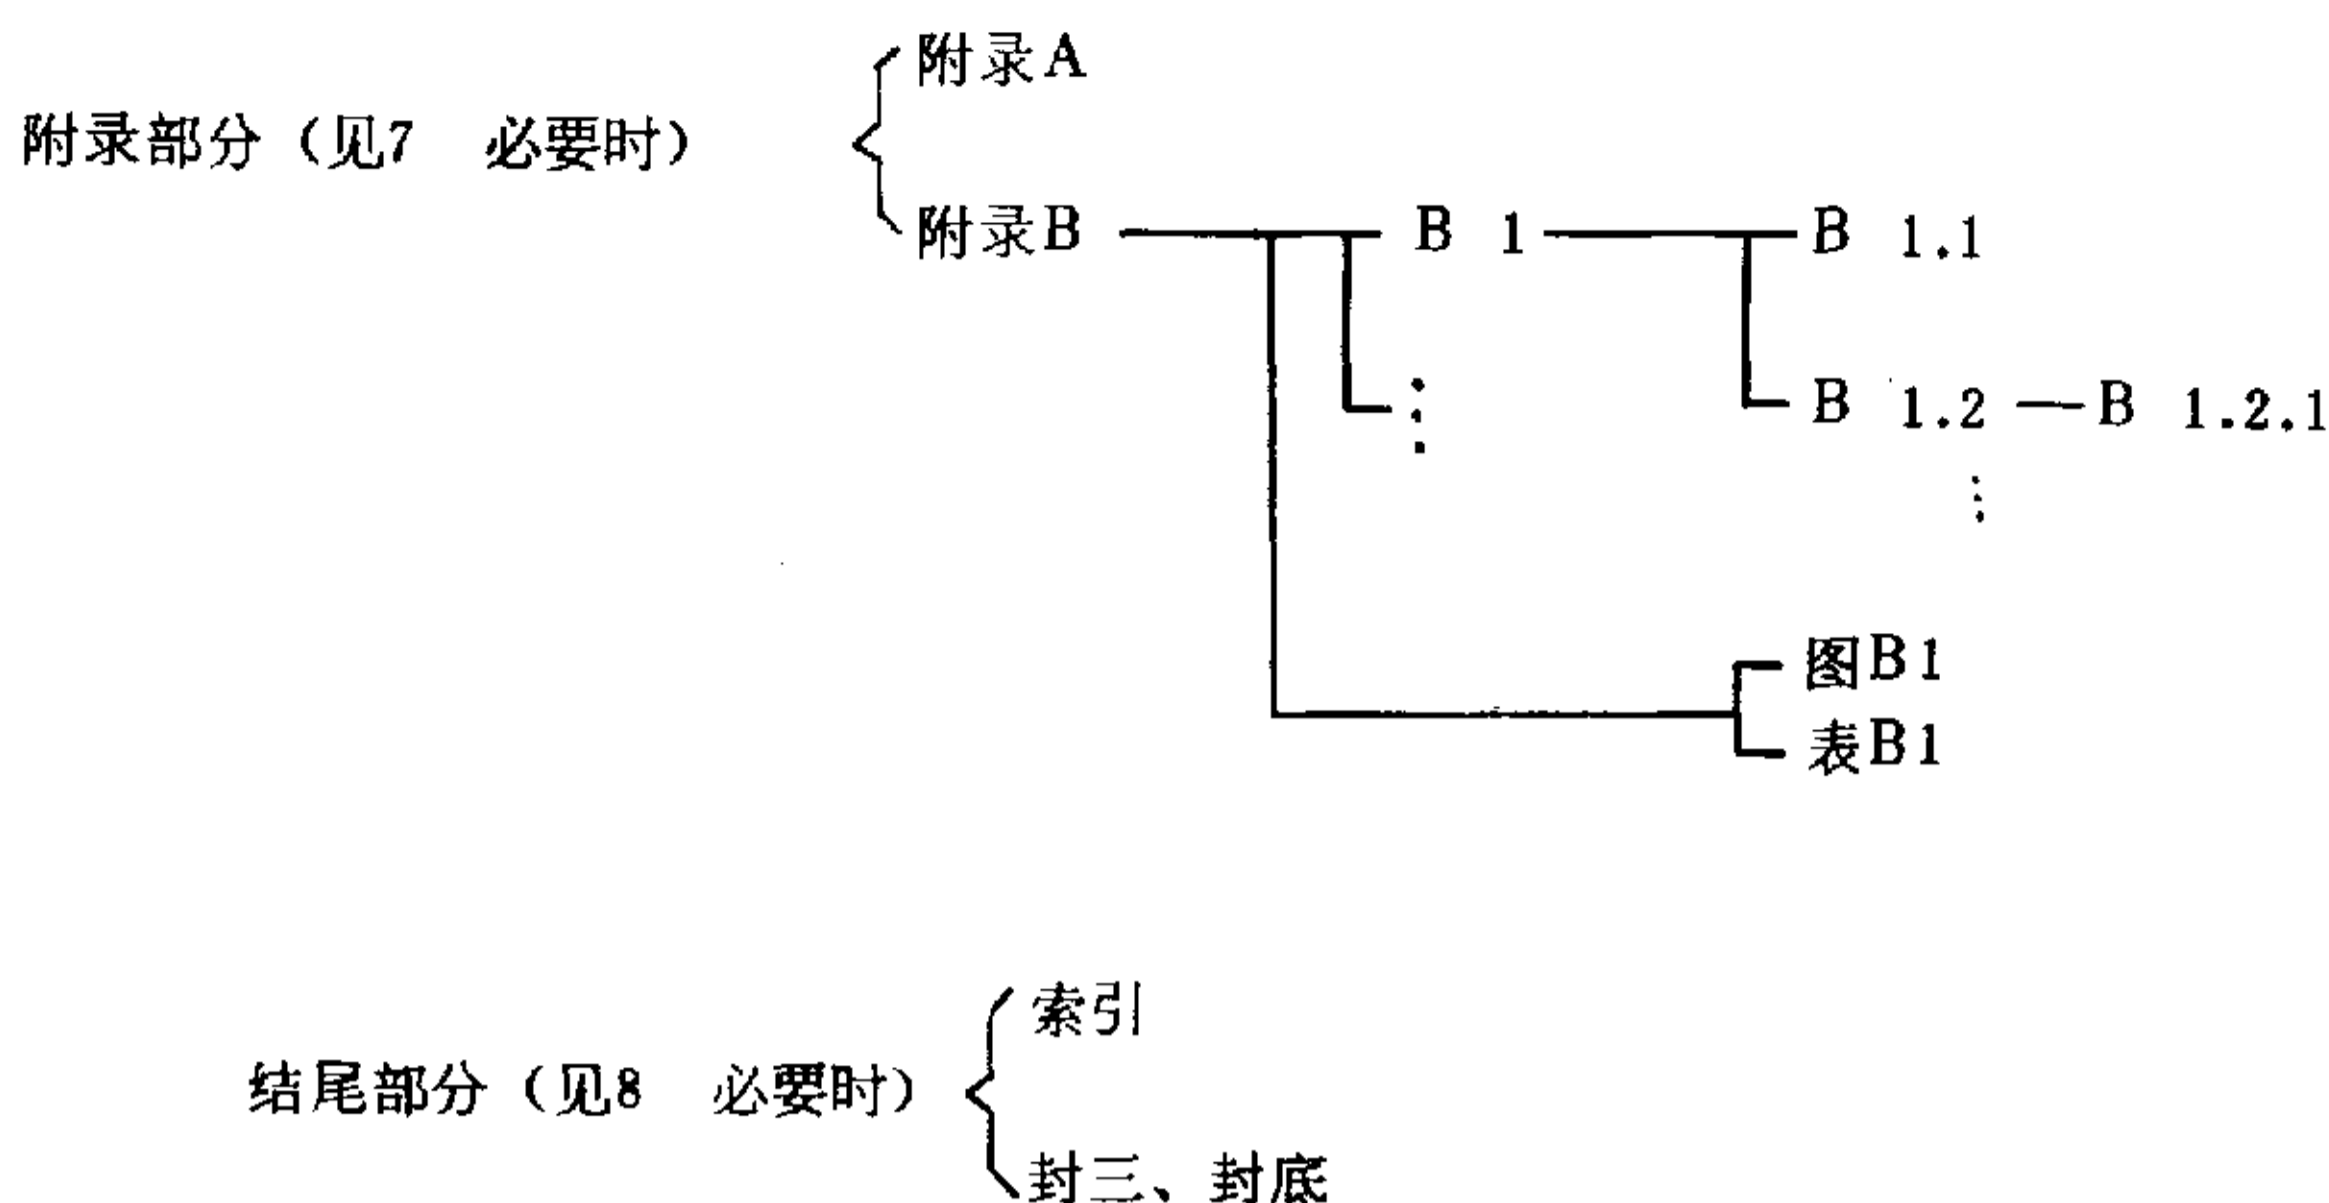 附录A
附录部分（见7 必要时）
附录B B 1 B 1.1
B 1.2 B 1.2.1
图B1
表B1
索引
结尾部分（见8 必要时）
封三、封底